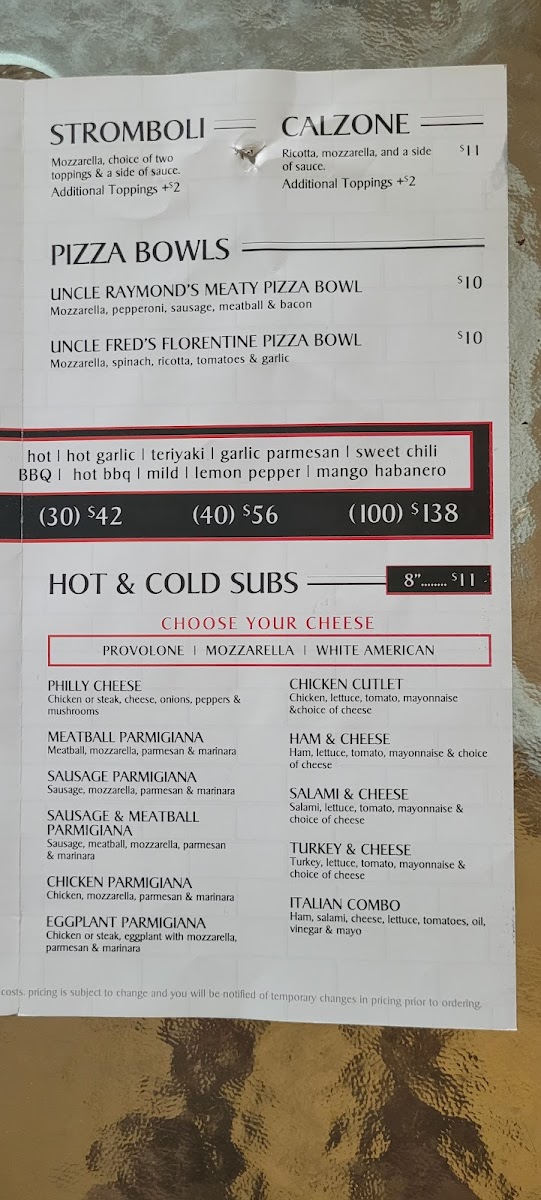 STROMBOLI
Mozzarella, choice of two
toppings & a side of sauce.
Additional Toppings +$2
CALZONE
Ricotta, mozzarella, and a side $11
of sauce.
Additional Toppings +$2
PIZZA BOWLS
UNCLE RAYMOND'S MEATY PIZZA BOWL $10
Mozzarella, pepperoni, sausage, meatball & bacon
UNCLE FRED'S FLORENTINE PIZZA BOWL $10
Mozzarella, spinach, ricotta, tomatoes & garlic
hot | hot garlic | teriyaki | garlic parmesan | sweet chili
BBQ | hot bbq | mild | lemon pepper | mango habanero
(30) $42 (40) $56 (100) $138
HOT & COLD SUBS 8"........ $11
CHOOSE YOUR CHEESE
PROVOLONE | MOZZARELLA | WHITE AMERICAN
PHILLY CHEESE
Chicken or steak, cheese, onions, peppers &
mushrooms
MEATBALL PARMIGIANA
Meatball, mozzarella, parmesan & marinara
SAUSAGE PARMIGIANA
Sausage, mozzarella, parmesan & marinara
SAUSAGE & MEATBALL
PARMIGIANA
Sausage, meatball, mozzarella, parmesan
& marinara
CHICKEN PARMIGIANA
Chicken, mozzarella, parmesan & marinara
EGGPLANT PARMIGIANA
Chicken or steak, eggplant with mozzarella,
parmesan & marinara
CHICKEN CUTLET
Chicken, lettuce, tomato, mayonnaise
&choice of cheese
HAM & CHEESE
Ham, lettuce, tomato, mayonnaise & choice
of cheese
SALAMI & CHEESE
Salami, lettuce, tomato, mayonnaise &
choice of cheese
TURKEY & CHEESE
Turkey, lettuce, tomato, mayonnaise &
choice of cheese
ITALIAN COMBO
Ham, salami, cheese, lettuce, tomatoes, oil,
vinegar & mayo
costs. pricing is subject to change and you will be notified of temporary changes in pricing prior to ordering.